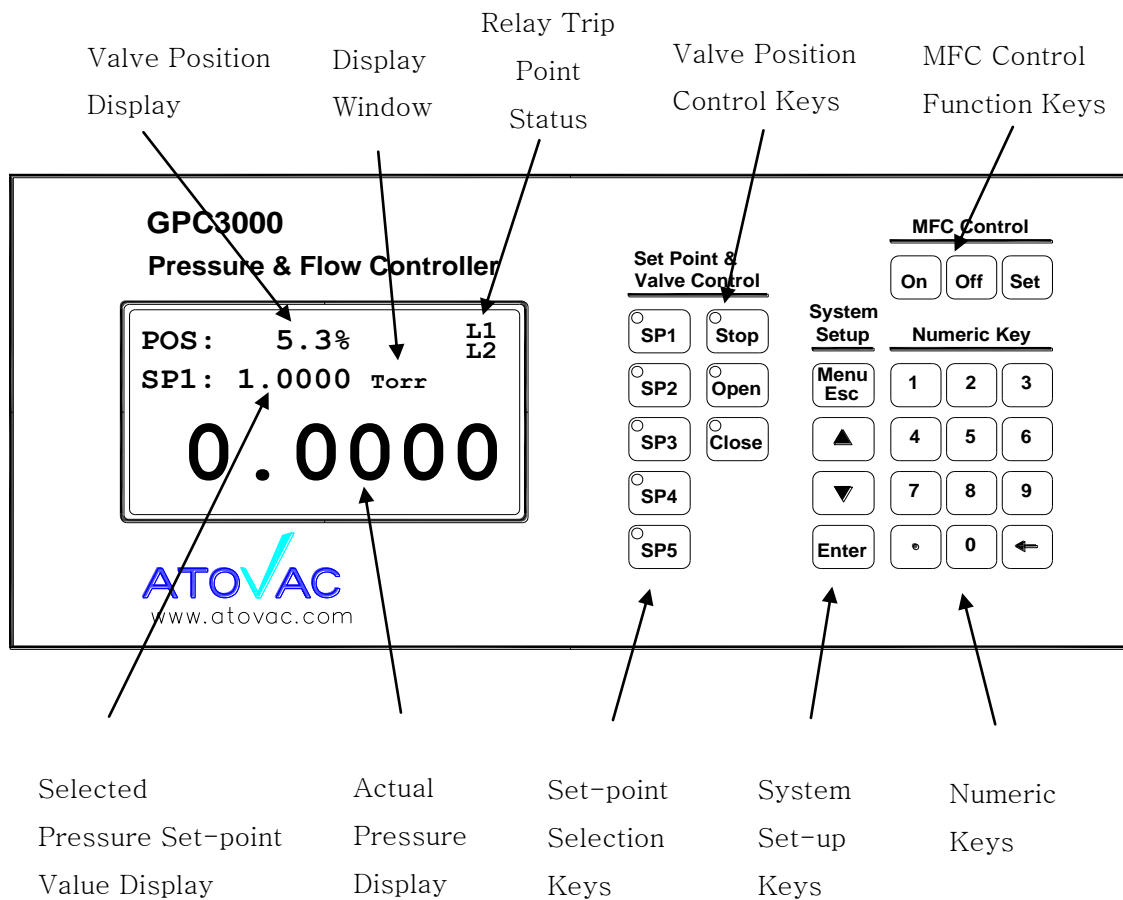 Valve Position
Display
Display
Window
Relay Trip
Point
Status
Valve Position
Control Keys
MFC Control
Function Keys
GPC3000
Pressure & Flow Controller
POS: 5.3%
L1
L2
SP1: 1.0000 Torr
0.0000
ATOVAC
www.atovac.com
Set Point &
Valve Control
SP1
Stop
SP2
Open
SP3
Close
SP4
SP5
System
Setup
Menu
Esc
▲
▼
Enter
MFC Control
On Off Set
Numeric Key
1 2 3
4 5 6
7 8 9
. 0 ←
Selected
Pressure Set-point
Value Display
Actual
Pressure
Display
Set-point
Selection
Keys
System
Set-up
Keys
Numeric
Keys